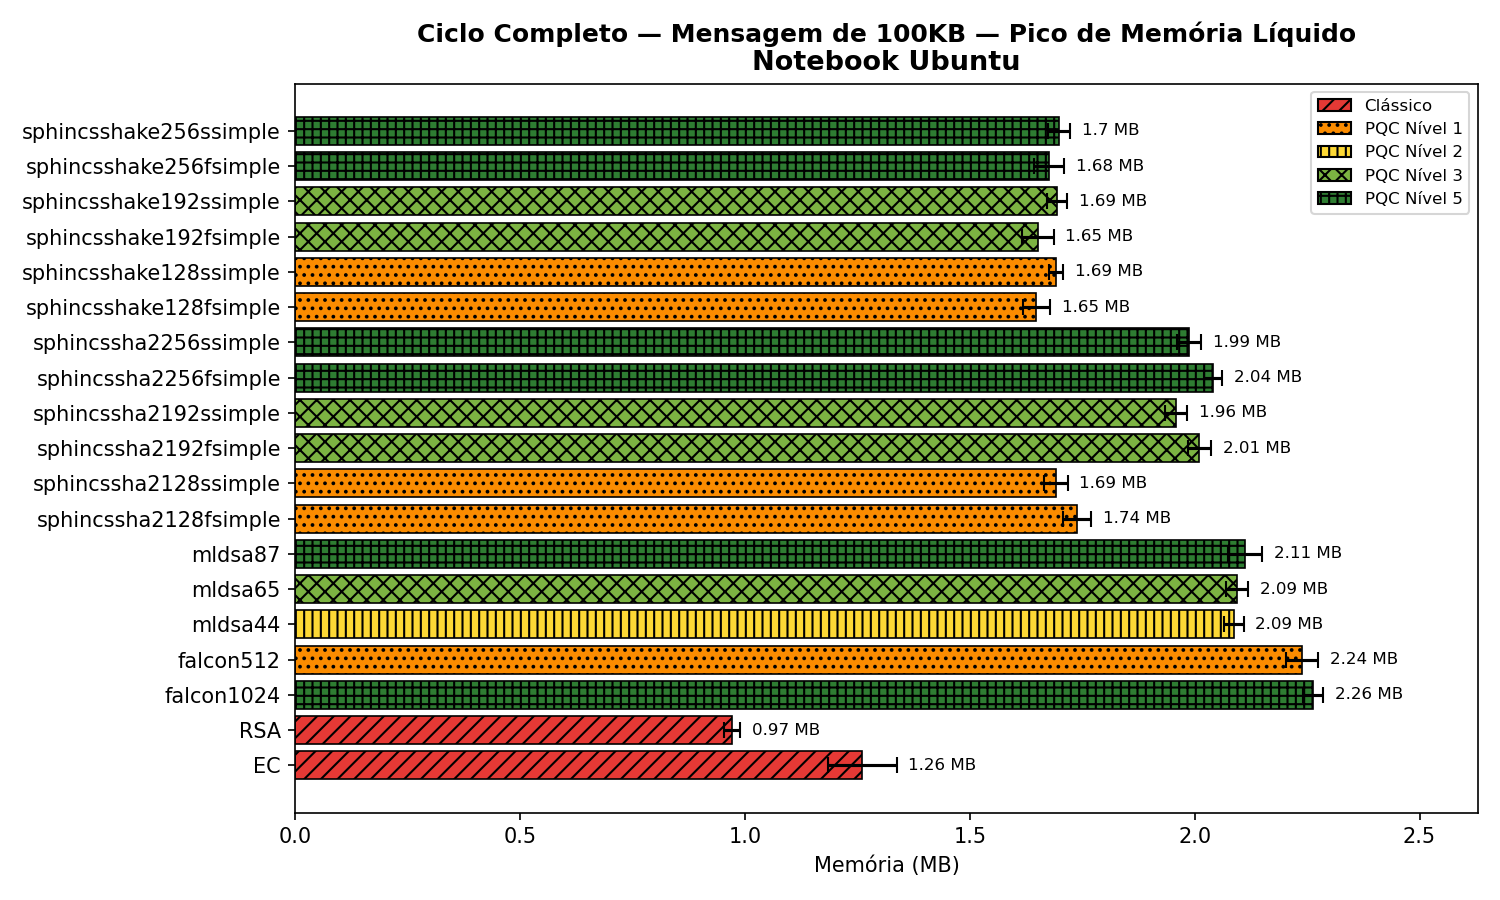 Ciclo Completo — Mensagem de 100KB — Pico de Memória Líquido
Notebook Ubuntu
Clássico
PQC Nível 1
PQC Nível 2
PQC Nível 3
PQC Nível 5
sphincsshake256ssimple 1.7 MB
sphincsshake256fsimple 1.68 MB
sphincsshake192ssimple 1.69 MB
sphincsshake192fsimple 1.65 MB
sphincsshake128ssimple 1.69 MB
sphincsshake128fsimple 1.65 MB
sphincssha2256ssimple 1.99 MB
sphincssha2256fsimple 2.04 MB
sphincssha2192ssimple 1.96 MB
sphincssha2192fsimple 2.01 MB
sphincssha2128ssimple 1.69 MB
sphincssha2128fsimple 1.74 MB
mldsa87 2.11 MB
mldsa65 2.09 MB
mldsa44 2.09 MB
falcon512 2.24 MB
falcon1024 2.26 MB
RSA 0.97 MB
EC 1.26 MB
0.0 0.5 1.0 1.5 2.0 2.5
Memória (MB)